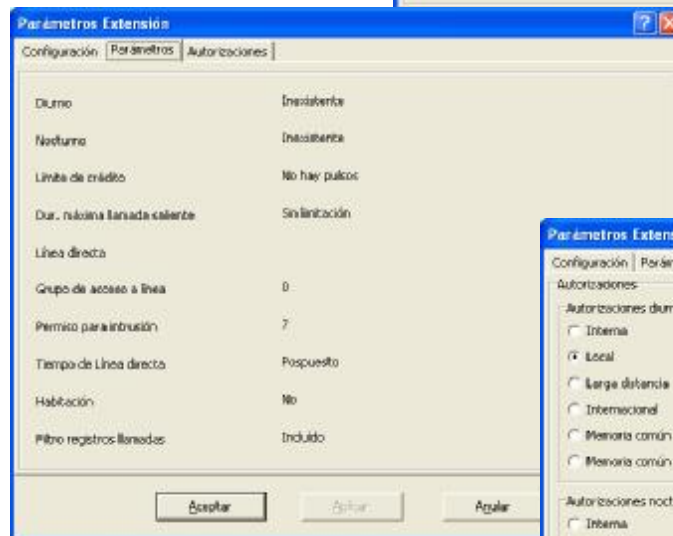 Parámetros Extensión
Configuración Parámetros Autorizaciones
Diurno Inexistente
Nocturno Inexistente
Límite de crédito No hay pulsos
Dur. máxima llamada saliente Sin limitación
Línea directa
Grupo de acceso a línea 0
Permiso para intrusión 7
Tiempo de Línea directa Pospuesto
Habitación No
Filtro registros llamadas Incluido
Aceptar Aplicar Anular
Parámetros Extens
Configuración Parám
Autorizaciones
Autorizaciones diurn
Interna
Local
Larga distancia
Internacional
Memoria común
Memoria común
Autorizaciones noct
Interna